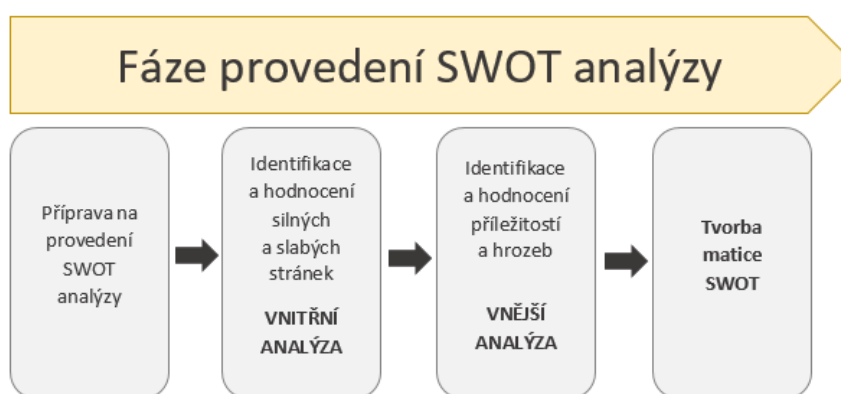 Fáze provedení SWOT analýzy
Příprava na
provedení
SWOT
analýzy
Identifikace
a hodnocení
silných
a slabých
stránek
VNITŘNÍ
ANALÝZA
Identifikace
a hodnocení
příležitostí
a hrozeb
VNĚJŠÍ
ANALÝZA
Tvorba
matice
SWOT